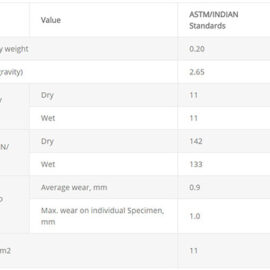 Value
ASTM/INDIAN
Standards
y weight
0.20
ravity)
2.65
Dry
11
Wet
11
N/
Dry
142
Wet
133
Average wear, mm
0.9
Max. wear on individual Specimen,
mm
1.0
m2
11